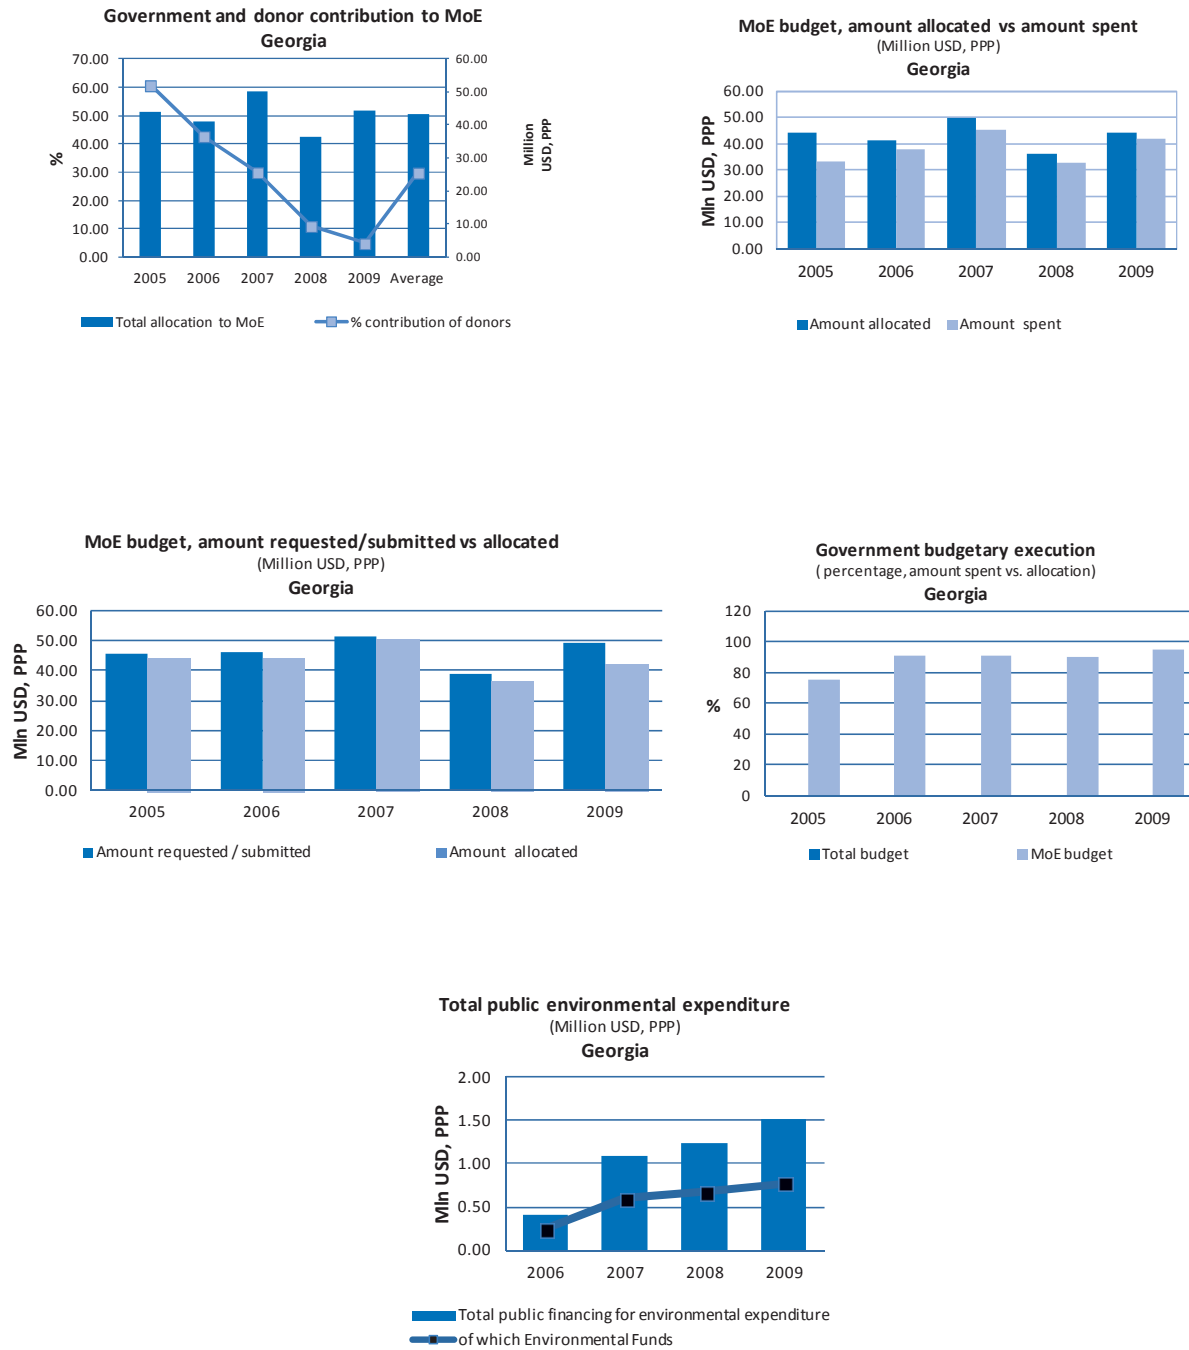 Government and donor contribution to MoE
Georgia
%
70.00
60.00
50.00
40.00
30.00
20.00
10.00
0.00
60.00
50.00
40.00
30.00
20.00
10.00
0.00
Million
USD, PPP
2005 2006 2007 2008 2009 Average
Total allocation to MoE % contribution of donors
MoE budget, amount allocated vs amount spent
(Million USD, PPP)
Georgia
Mln USD, PPP
60.00
50.00
40.00
30.00
20.00
10.00
0.00
2005 2006 2007 2008 2009
Amount allocated Amount spent
MoE budget, amount requested/submitted vs allocated
(Million USD, PPP)
Georgia
Mln USD, PPP
60.00
50.00
40.00
30.00
20.00
10.00
0.00
2005 2006 2007 2008 2009
Amount requested / submitted Amount allocated
Government budgetary execution
( percentage, amount spent vs. allocation)
Georgia
%
120
100
80
60
40
20
0
2005 2006 2007 2008 2009
Total budget MoE budget
Total public environmental expenditure
(Million USD, PPP)
Georgia
Mln USD, PPP
2.00
1.50
1.00
0.50
0.00
2006 2007 2008 2009
Total public financing for environmental expenditure
of which Environmental Funds